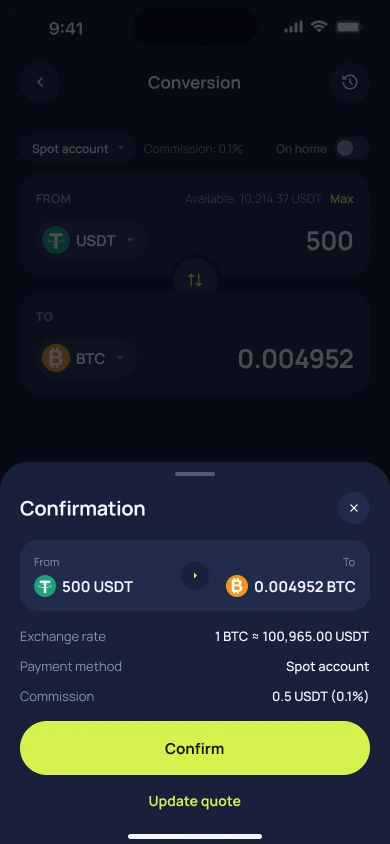 9:41
Conversion
Spot account Commission: 0.1% On home
FROM Available: 10,214.37 USDT Max
USDT 500
TO
BTC 0.004952
Confirmation
From To
500 USDT 0.004952 BTC
Exchange rate 1 BTC ≈ 100,965.00 USDT
Payment method Spot account
Commission 0.5 USDT (0.1%)
Confirm
Update quote